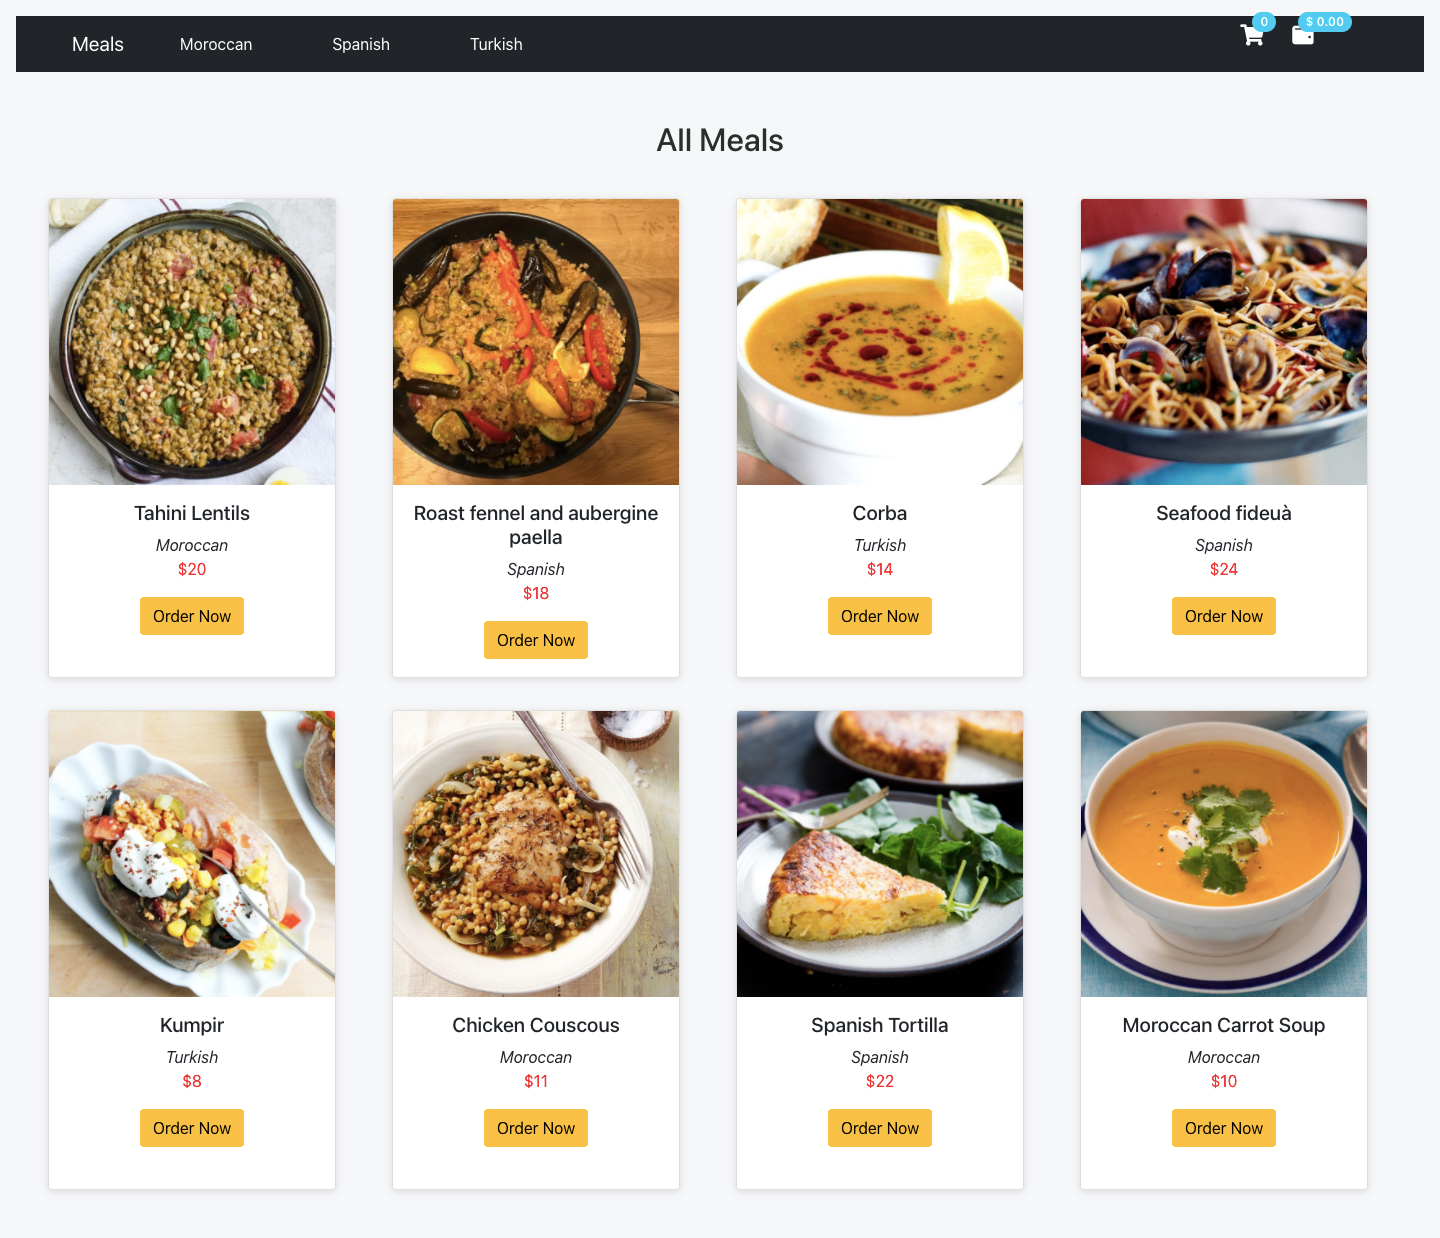 Meals
Moroccan
Spanish
Turkish
0
$ 0.00
All Meals
Tahini Lentils
Moroccan
$20
Order Now
Roast fennel and aubergine
paella
Spanish
$18
Order Now
Corba
Turkish
$14
Order Now
Seafood fideuà
Spanish
$24
Order Now
Kumpir
Turkish
$8
Order Now
Chicken Couscous
Moroccan
$11
Order Now
Spanish Tortilla
Spanish
$22
Order Now
Moroccan Carrot Soup
Moroccan
$10
Order Now